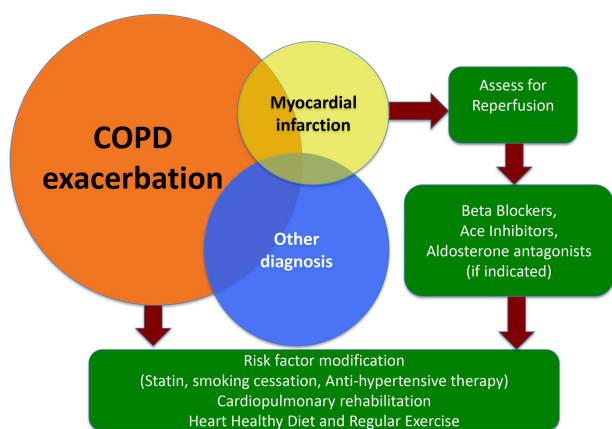 COPD
exacerbation
Myocardial
infarction
Other
diagnosis
Assess for
Reperfusion
Beta Blockers,
Ace Inhibitors,
Aldosterone antagonists
(if indicated)
Risk factor modification
(Statin, smoking cessation, Anti-hypertensive therapy)
Cardiopulmonary rehabilitation
Heart Healthy Diet and Regular Exercise